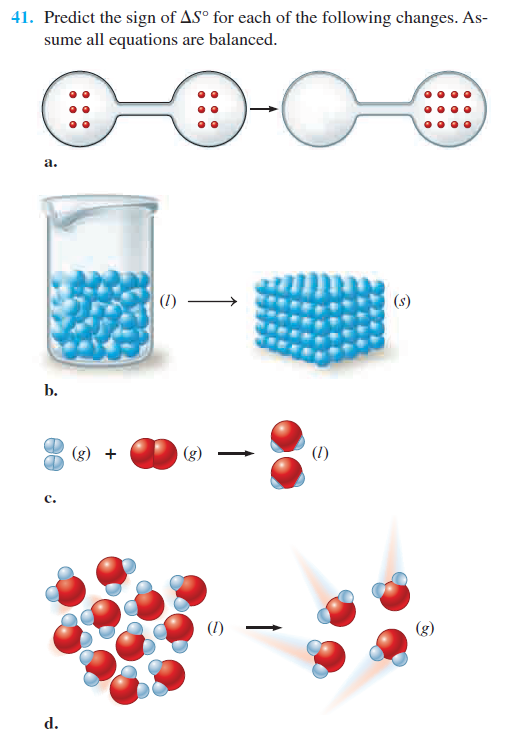 41. Predict the sign of ΔS° for each of the following changes. As-
sume all equations are balanced.
a.
(l) ⟶ (s)
b.
(g) + (g) ⟶ (l)
c.
(l) ⟶ (g)
d.